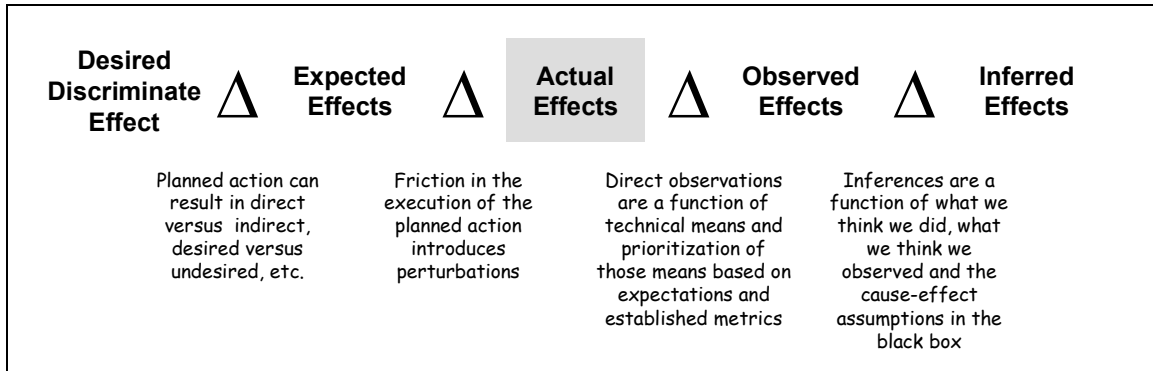 Desired
Discriminate
Effect
Δ
Expected
Effects
Δ
Actual
Effects
Δ
Observed
Effects
Δ
Inferred
Effects
Planned action can
result in direct
versus indirect,
desired versus
undesired, etc.
Friction in the
execution of the
planned action
introduces
perturbations
Direct observations
are a function of
technical means and
prioritization of
those means based on
expectations and
established metrics
Inferences are a
function of what we
think we did, what
we think we
observed and the
cause-effect
assumptions in the
black box